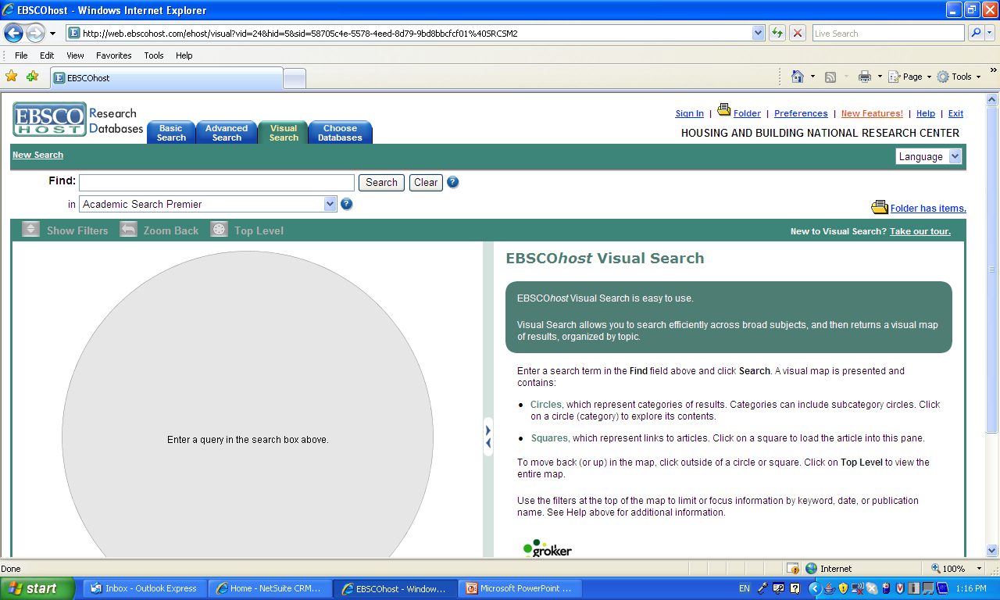 EBSCOhost - Windows Internet Explorer
http://web.ebscohost.com/ehost/visual?vid=24&hid=5&sid=58705c4e-5578-4eed-8d79-9bd8bbcfcf01%40SRCSM2
Live Search
File Edit View Favorites Tools Help
EBSCOhost
Page Tools
EBSCO HOST Research Databases
Basic Search
Advanced Search
Visual Search
Choose Databases
Sign In | Folder | Preferences | New Features! | Help | Exit
HOUSING AND BUILDING NATIONAL RESEARCH CENTER
New Search
Language
Find:
Search Clear
in Academic Search Premier
Folder has items.
Show Filters Zoom Back Top Level
New to Visual Search? Take our tour.
Enter a query in the search box above.
EBSCOhost Visual Search
EBSCOhost Visual Search is easy to use.
Visual Search allows you to search efficiently across broad subjects, and then returns a visual map
of results, organized by topic.
Enter a search term in the Find field above and click Search. A visual map is presented and
contains:
Circles, which represent categories of results. Categories can include subcategory circles. Click
on a circle (category) to explore its contents.
Squares, which represent links to articles. Click on a square to load the article into this pane.
To move back (or up) in the map, click outside of a circle or square. Click on Top Level to view the
entire map.
Use the filters at the top of the map to limit or focus information by keyword, date, or publication
name. See Help above for additional information.
grokker
Done
Internet
100%
start
Inbox - Outlook Express
Home - NetSuite CRM...
EBSCOhost - Window...
Microsoft PowerPoint ...
EN
1:16 PM